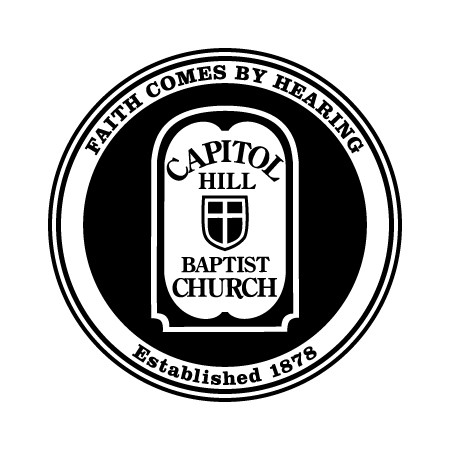 FAITH COMES BY HEARING
CAPITOL
HILL
BAPTIST
CHURCH
Established 1878